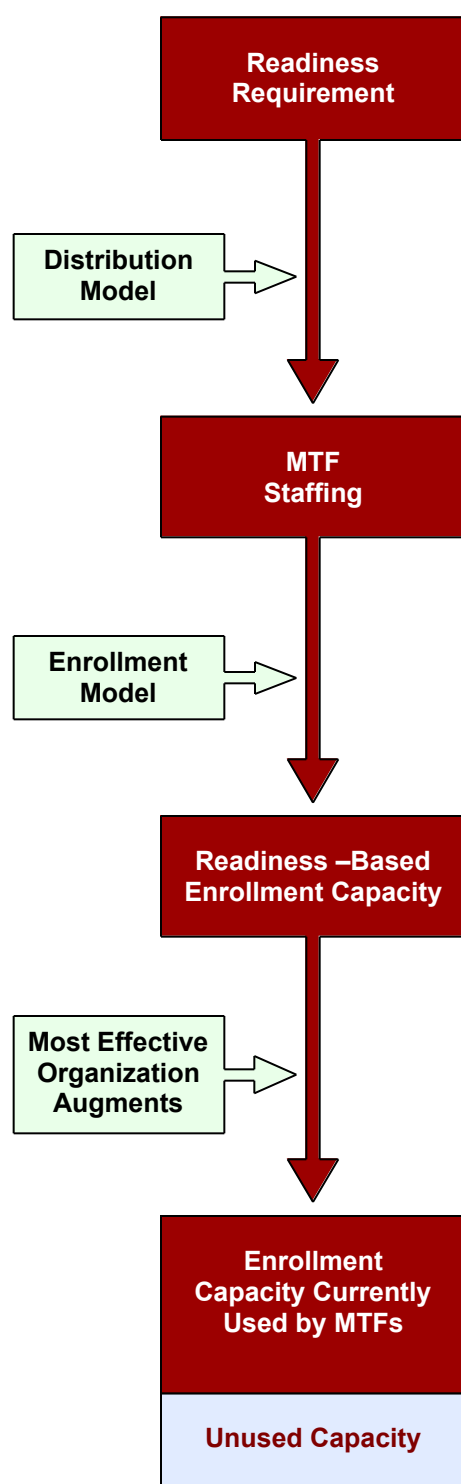 Readiness
Requirement
Distribution
Model
MTF
Staffing
Enrollment
Model
Readiness –Based
Enrollment Capacity
Most Effective
Organization
Augments
Enrollment
Capacity Currently
Used by MTFs
Unused Capacity